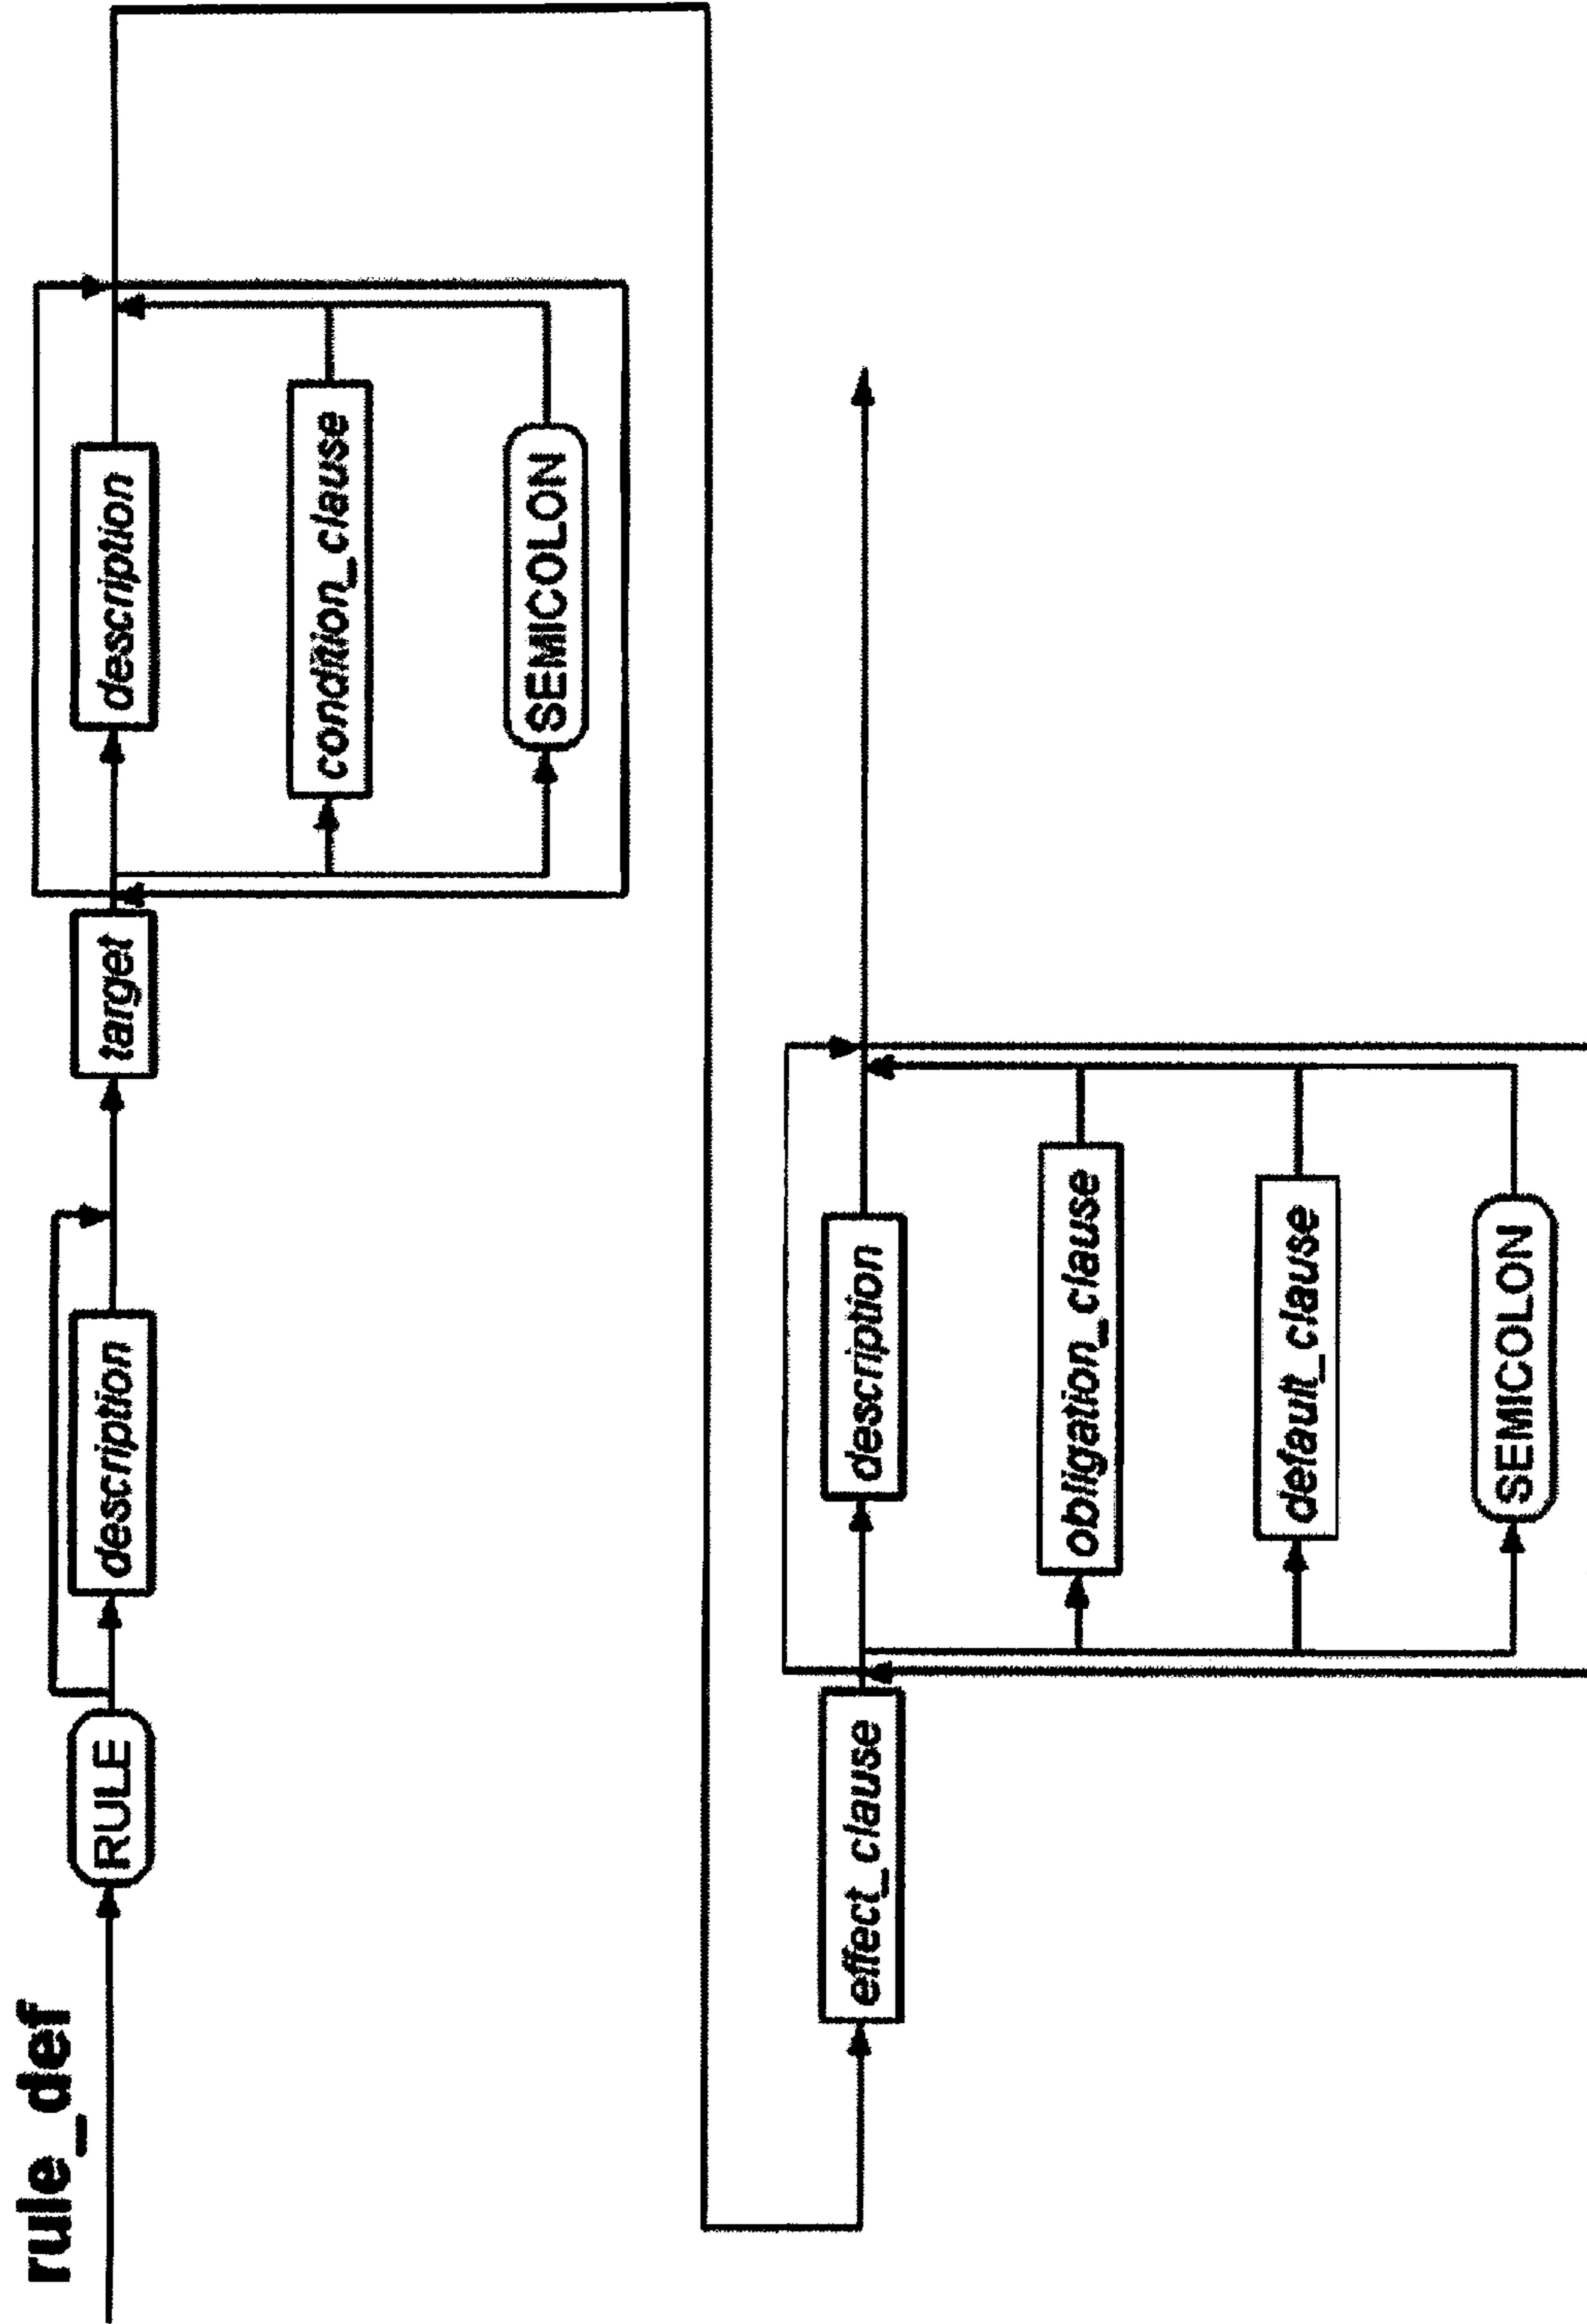 rule_def
RULE
description
target
description
condition_clause
SEMICOLON
effect_clause
description
obligation_clause
default_clause
SEMICOLON